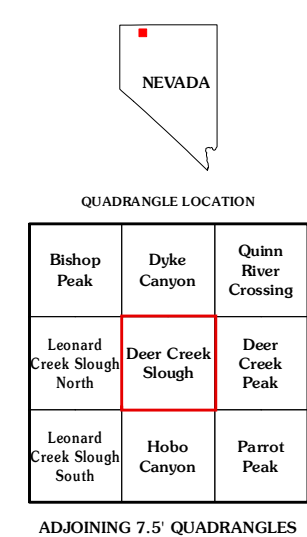 NEVADA
QUADRANGLE LOCATION
Bishop
Peak
Dyke
Canyon
Quinn
River
Crossing
Leonard
Creek Slough
North
Deer Creek
Slough
Deer
Creek
Peak
Leonard
Creek Slough
South
Hobo
Canyon
Parrot
Peak
ADJOINING 7.5' QUADRANGLES